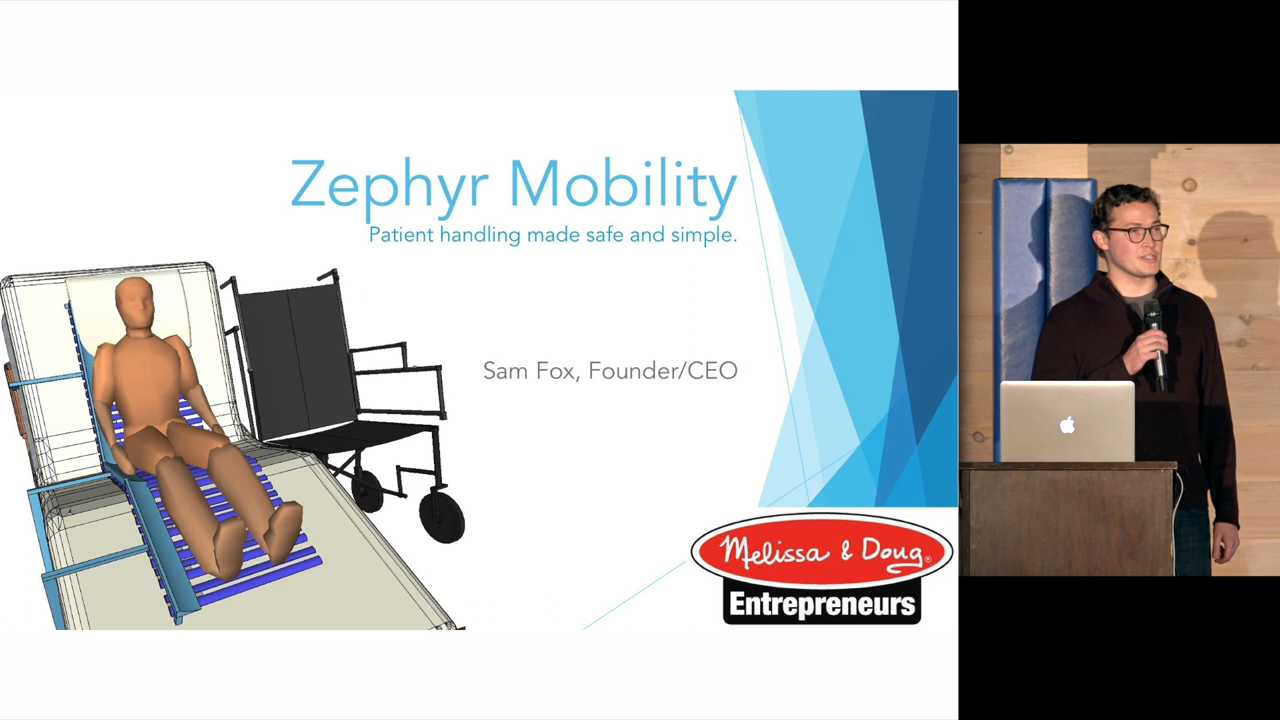 Zephyr Mobility
Patient handling made safe and simple.
Sam Fox, Founder/CEO
Melissa & Doug®
Entrepreneurs